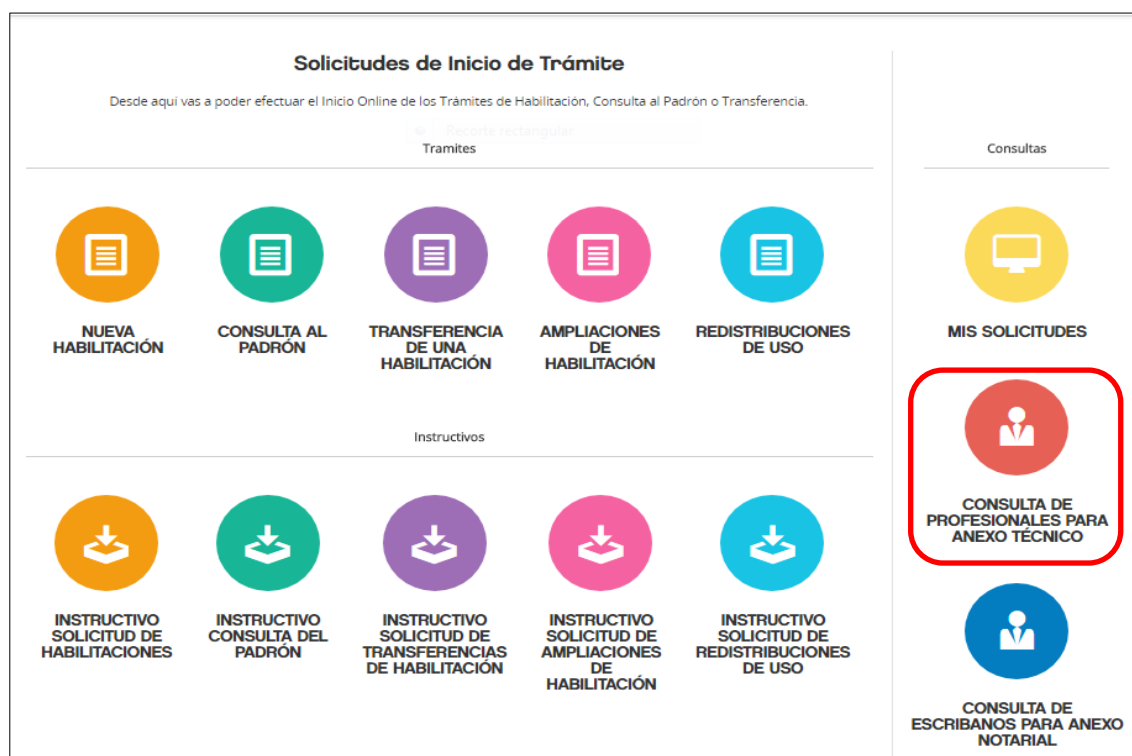 Solicitudes de Inicio de Trámite
Desde aquí vas a poder efectuar el Inicio Online de los Trámites de Habilitación, Consulta al Padrón o Transferencia.
Recorte rectangular
Tramites
NUEVA
HABILITACIÓN
CONSULTA AL
PADRÓN
TRANSFERENCIA
DE UNA
HABILITACIÓN
AMPLIACIONES
DE
HABILITACIÓN
REDISTRIBUCIONES
DE USO
Instructivos
INSTRUCTIVO
SOLICITUD DE
HABILITACIONES
INSTRUCTIVO
CONSULTA DEL
PADRÓN
INSTRUCTIVO
SOLICITUD DE
TRANSFERENCIAS
DE HABILITACIÓN
INSTRUCTIVO
SOLICITUD DE
AMPLIACIONES
DE
HABILITACIÓN
INSTRUCTIVO
SOLICITUD DE
REDISTRIBUCIONES
DE USO
Consultas
MIS SOLICITUDES
CONSULTA DE
PROFESIONALES PARA
ANEXO TÉCNICO
CONSULTA DE
ESCRIBANOS PARA ANEXO
NOTARIAL